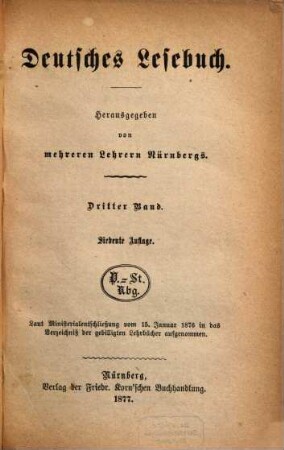 Deutsches Lesebuch.
Herausgegeben
von
mehreren Lehrern Nürnbergs.
Dritter Band.
Siebente Auflage.
P.=St.
Rbg.
Laut Ministerialentschließung vom 15. Januar 1876 in das
Verzeichniß der gebilligten Lehrbücher aufgenommen.
Nürnberg,
Verlag der Friedr. Korn'schen Buchhandlung.
1877.